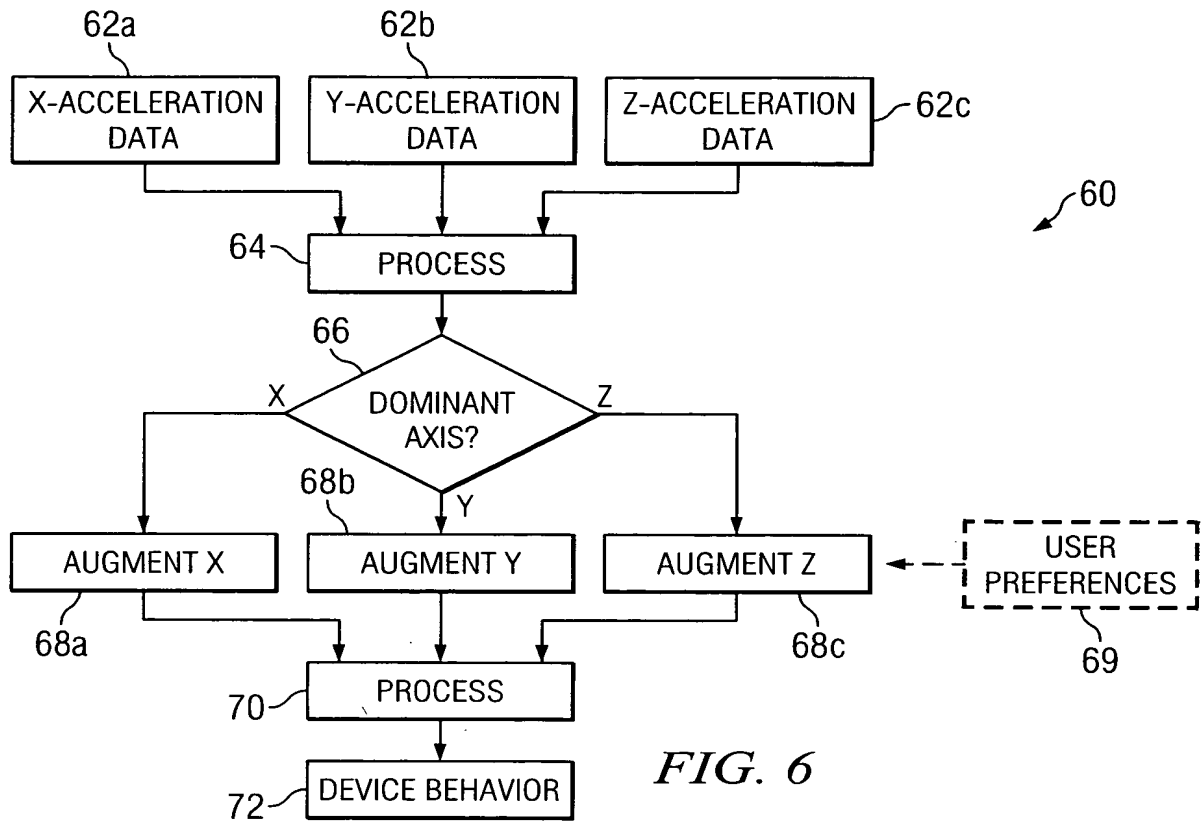 62a
62b
X-ACCELERATION
DATA
Y-ACCELERATION
DATA
Z-ACCELERATION
DATA
62c
60
64
PROCESS
66
X
DOMINANT
AXIS?
Z
Y
68b
AUGMENT X
AUGMENT Y
AUGMENT Z
USER
PREFERENCES
68a
68c
69
70
PROCESS
72
DEVICE BEHAVIOR
FIG. 6